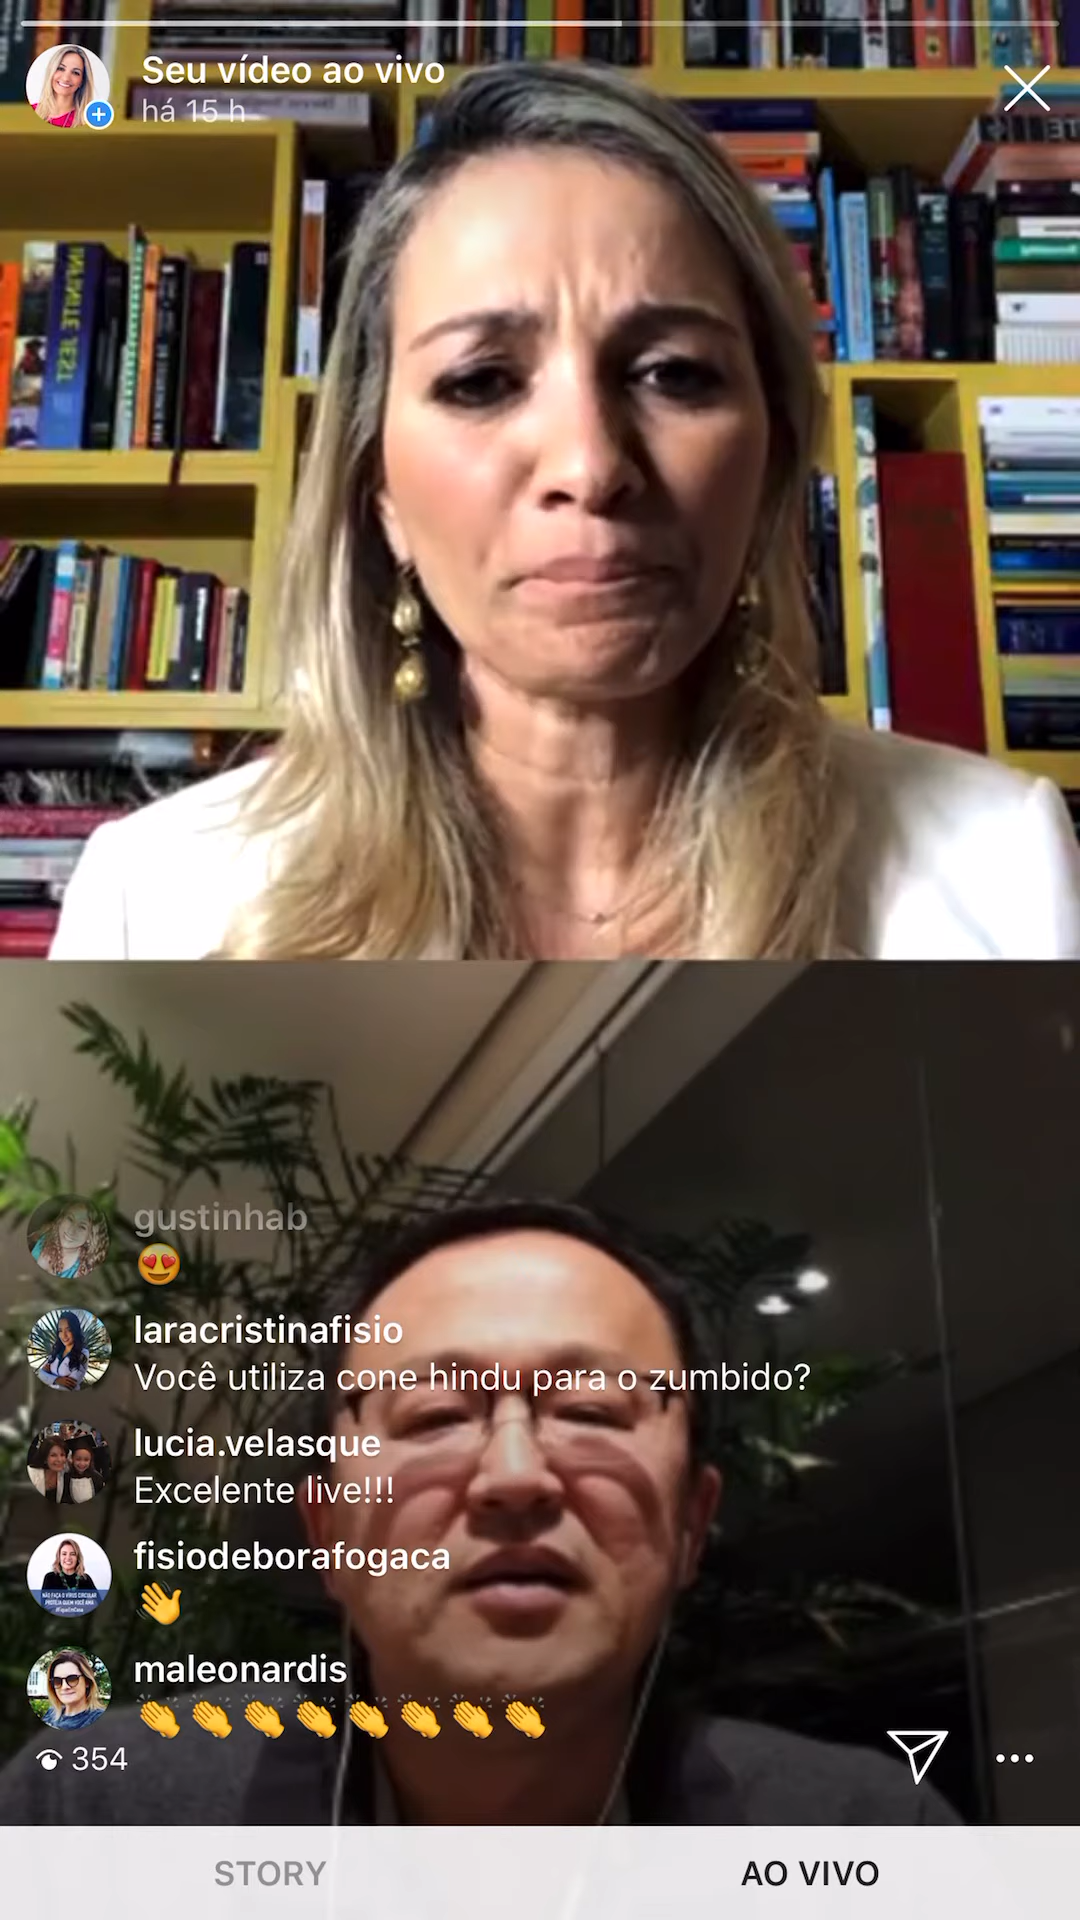 Seu vídeo ao vivo
há 15 h
gustinhab
😍
laracristinafisio
Você utiliza cone hindu para o zumbido?
lucia.velasque
Excelente live!!!
fisiodeborafogaca
👋
maleonardis
👏👏👏👏👏👏👏👏
354
STORY
AO VIVO